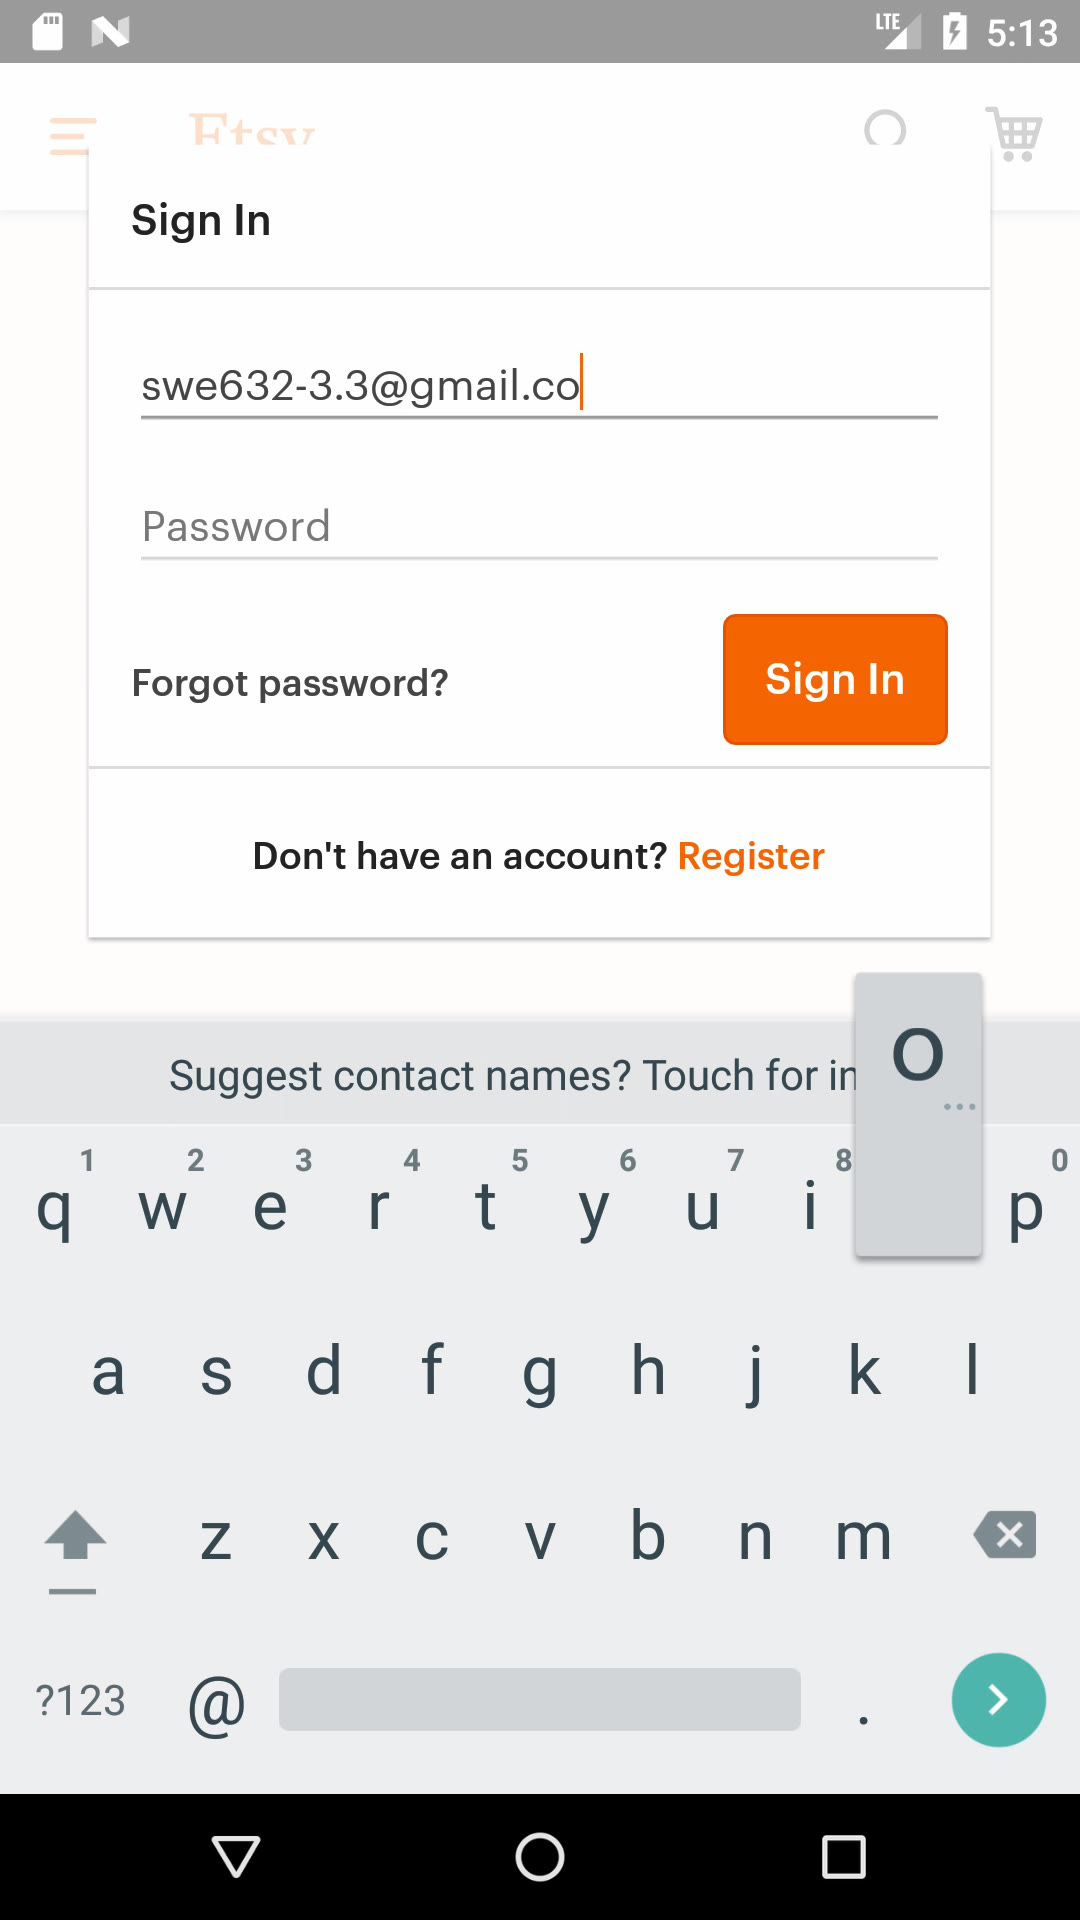 LTE 5:13
Etsy
Sign In
swe632-3.3@gmail.co
Password
Forgot password? Sign In
Don't have an account? Register
Suggest contact names? Touch for in
o
1 2 3 4 5 6 7 8 0
q w e r t y u i p
a s d f g h j k l
z x c v b n m
?123 @ .